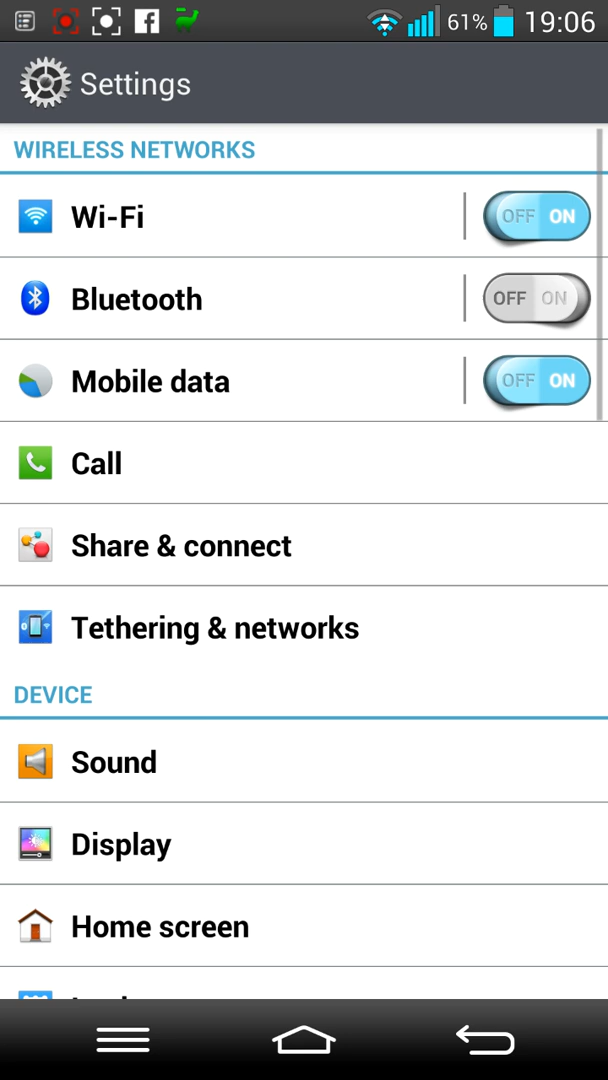 61% 19:06
Settings
WIRELESS NETWORKS
Wi-Fi OFF ON
Bluetooth OFF ON
Mobile data OFF ON
Call
Share & connect
Tethering & networks
DEVICE
Sound
Display
Home screen